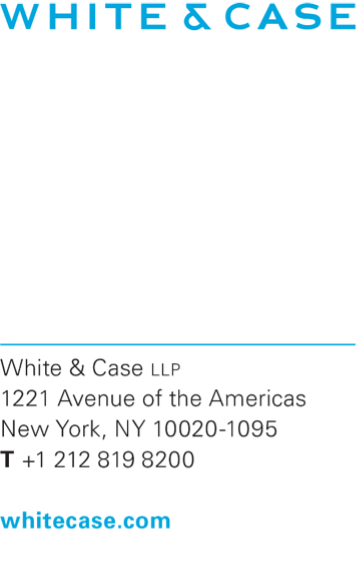 WHITE & CASE
White & Case LLP
1221 Avenue of the Americas
New York, NY 10020-1095
T +1 212 819 8200
whitecase.com